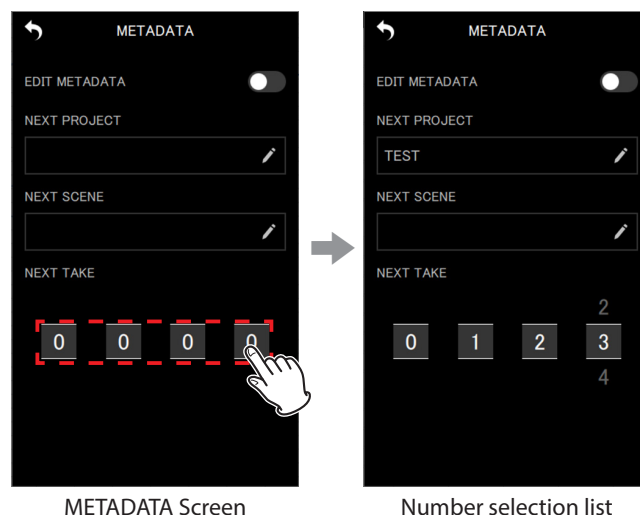 METADATA
EDIT METADATA
NEXT PROJECT
NEXT SCENE
NEXT TAKE
0 0 0 0
METADATA Screen
METADATA
EDIT METADATA
NEXT PROJECT
TEST
NEXT SCENE
NEXT TAKE
2
0 1 2 3
4
Number selection list